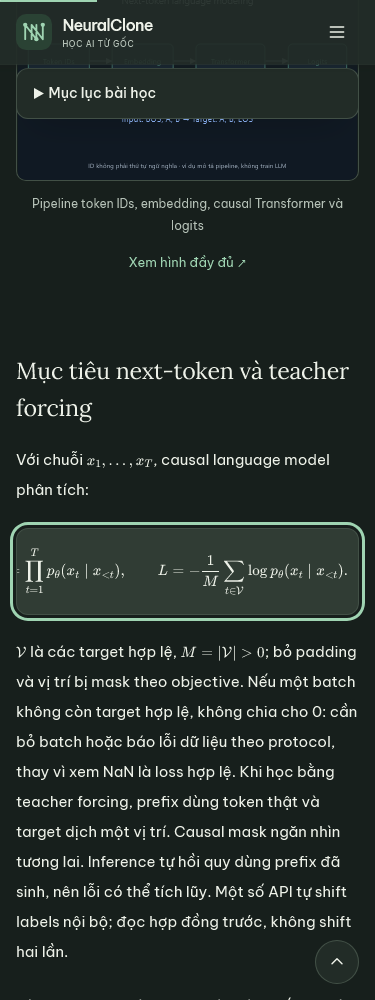 NeuralClone
HỌC AI TỪ GỐC
▶ Mục lục bài học
Input: BOS, A, B → Target: A, B, EOS
ID không phải thứ tự ngữ nghĩa · ví dụ mô tả pipeline, không train LLM
Pipeline token IDs, embedding, causal Transformer và
logits
Xem hình đầy đủ ↗
Mục tiêu next-token và teacher
forcing
Với chuỗi x₁, . . . , x_T, causal language model
phân tích:
= ∏_{t=1}^{T} p_θ(x_t | x_{<t}), L = −\frac{1}{M} ∑_{t∈𝒱} log p_θ(x_t | x_{<t}).
𝒱 là các target hợp lệ, M = |𝒱| > 0; bỏ padding
và vị trí bị mask theo objective. Nếu một batch
không còn target hợp lệ, không chia cho 0: cần
bỏ batch hoặc báo lỗi dữ liệu theo protocol,
thay vì xem NaN là loss hợp lệ. Khi học bằng
teacher forcing, prefix dùng token thật và
target dịch một vị trí. Causal mask ngăn nhìn
tương lai. Inference tự hồi quy dùng prefix đã
sinh, nên lỗi có thể tích lũy. Một số API tự shift
labels nội bộ; đọc hợp đồng trước, không shift
hai lần.